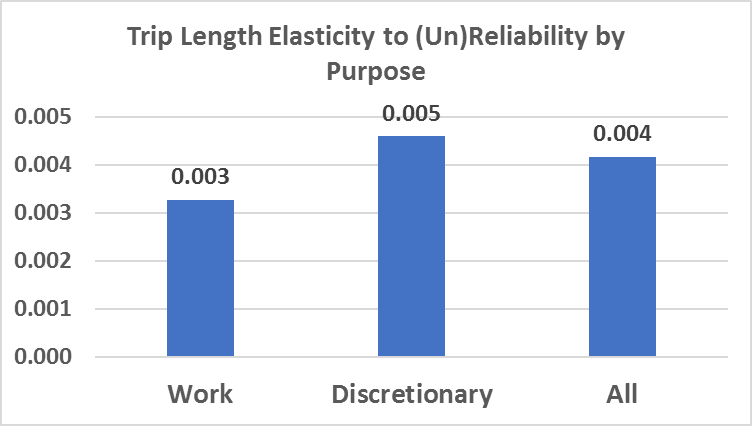 Trip Length Elasticity to (Un)Reliability by
Purpose
0.005
0.004
0.003
0.002
0.001
0.000
0.003
0.005
0.004
Work
Discretionary
All